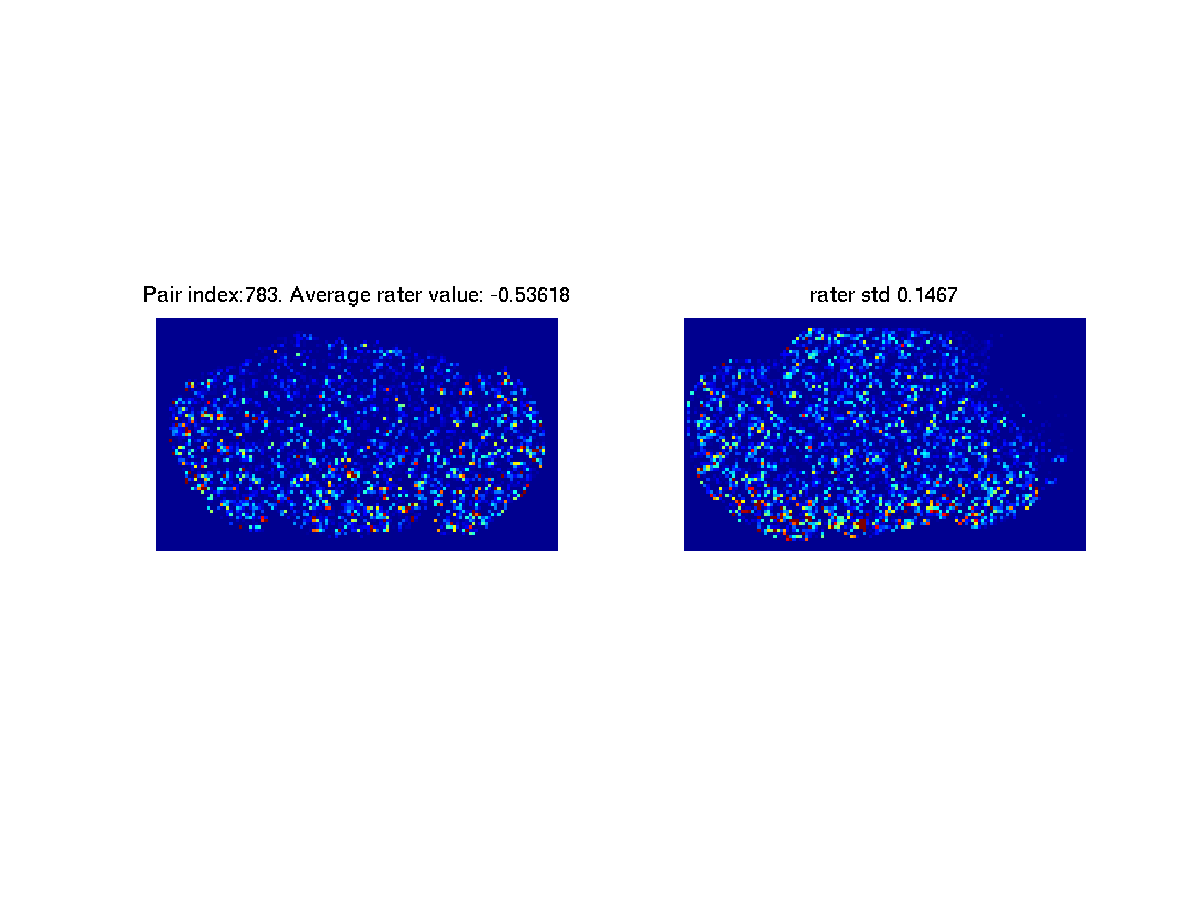 Pair index:783. Average rater value: -0.53618
rater std 0.1467